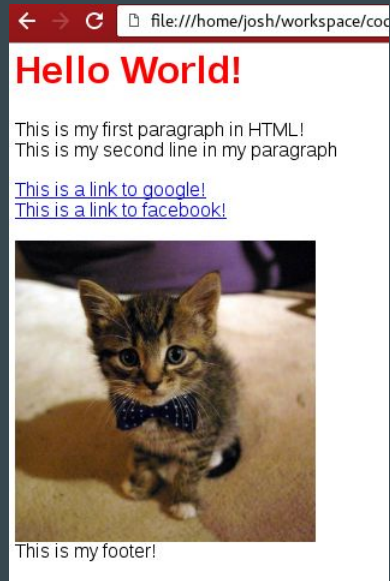 file:///home/josh/workspace/coo
Hello World!
This is my first paragraph in HTML!
This is my second line in my paragraph
This is a link to google!
This is a link to facebook!
This is my footer!